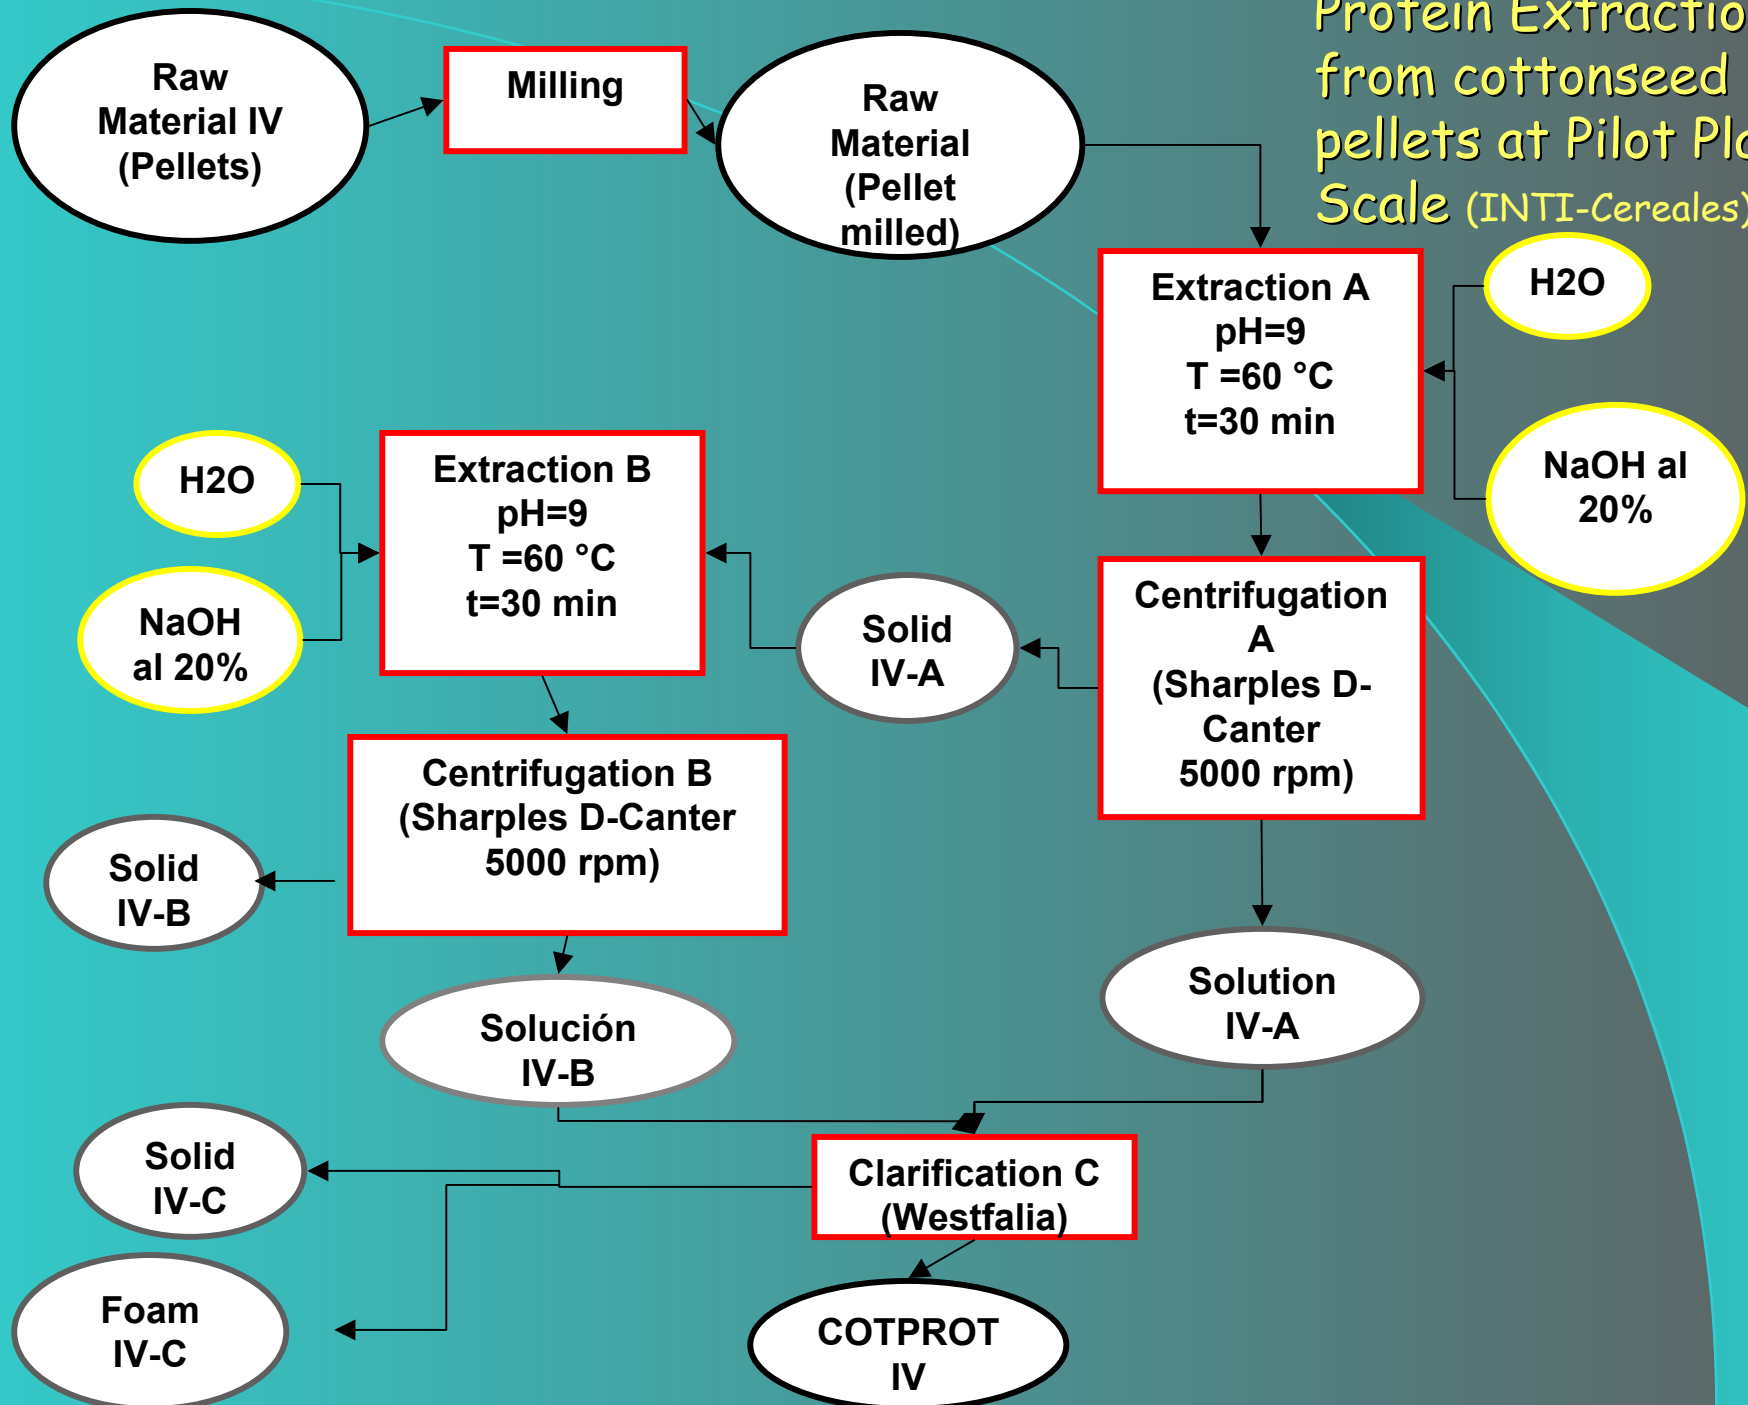 Protein Extractio
from cottonseed
pellets at Pilot Pla
Scale (INTI-Cereales)
Raw
Material IV
(Pellets)
Milling
Raw
Material
(Pellet
milled)
Extraction A
pH=9
T =60 °C
t=30 min
H2O
NaOH al
20%
H2O
NaOH
al 20%
Extraction B
pH=9
T =60 °C
t=30 min
Solid
IV-A
Centrifugation
A
(Sharples D-
Canter
5000 rpm)
Centrifugation B
(Sharples D-Canter
5000 rpm)
Solid
IV-B
Solución
IV-B
Solution
IV-A
Solid
IV-C
Clarification C
(Westfalia)
Foam
IV-C
COTPROT
IV